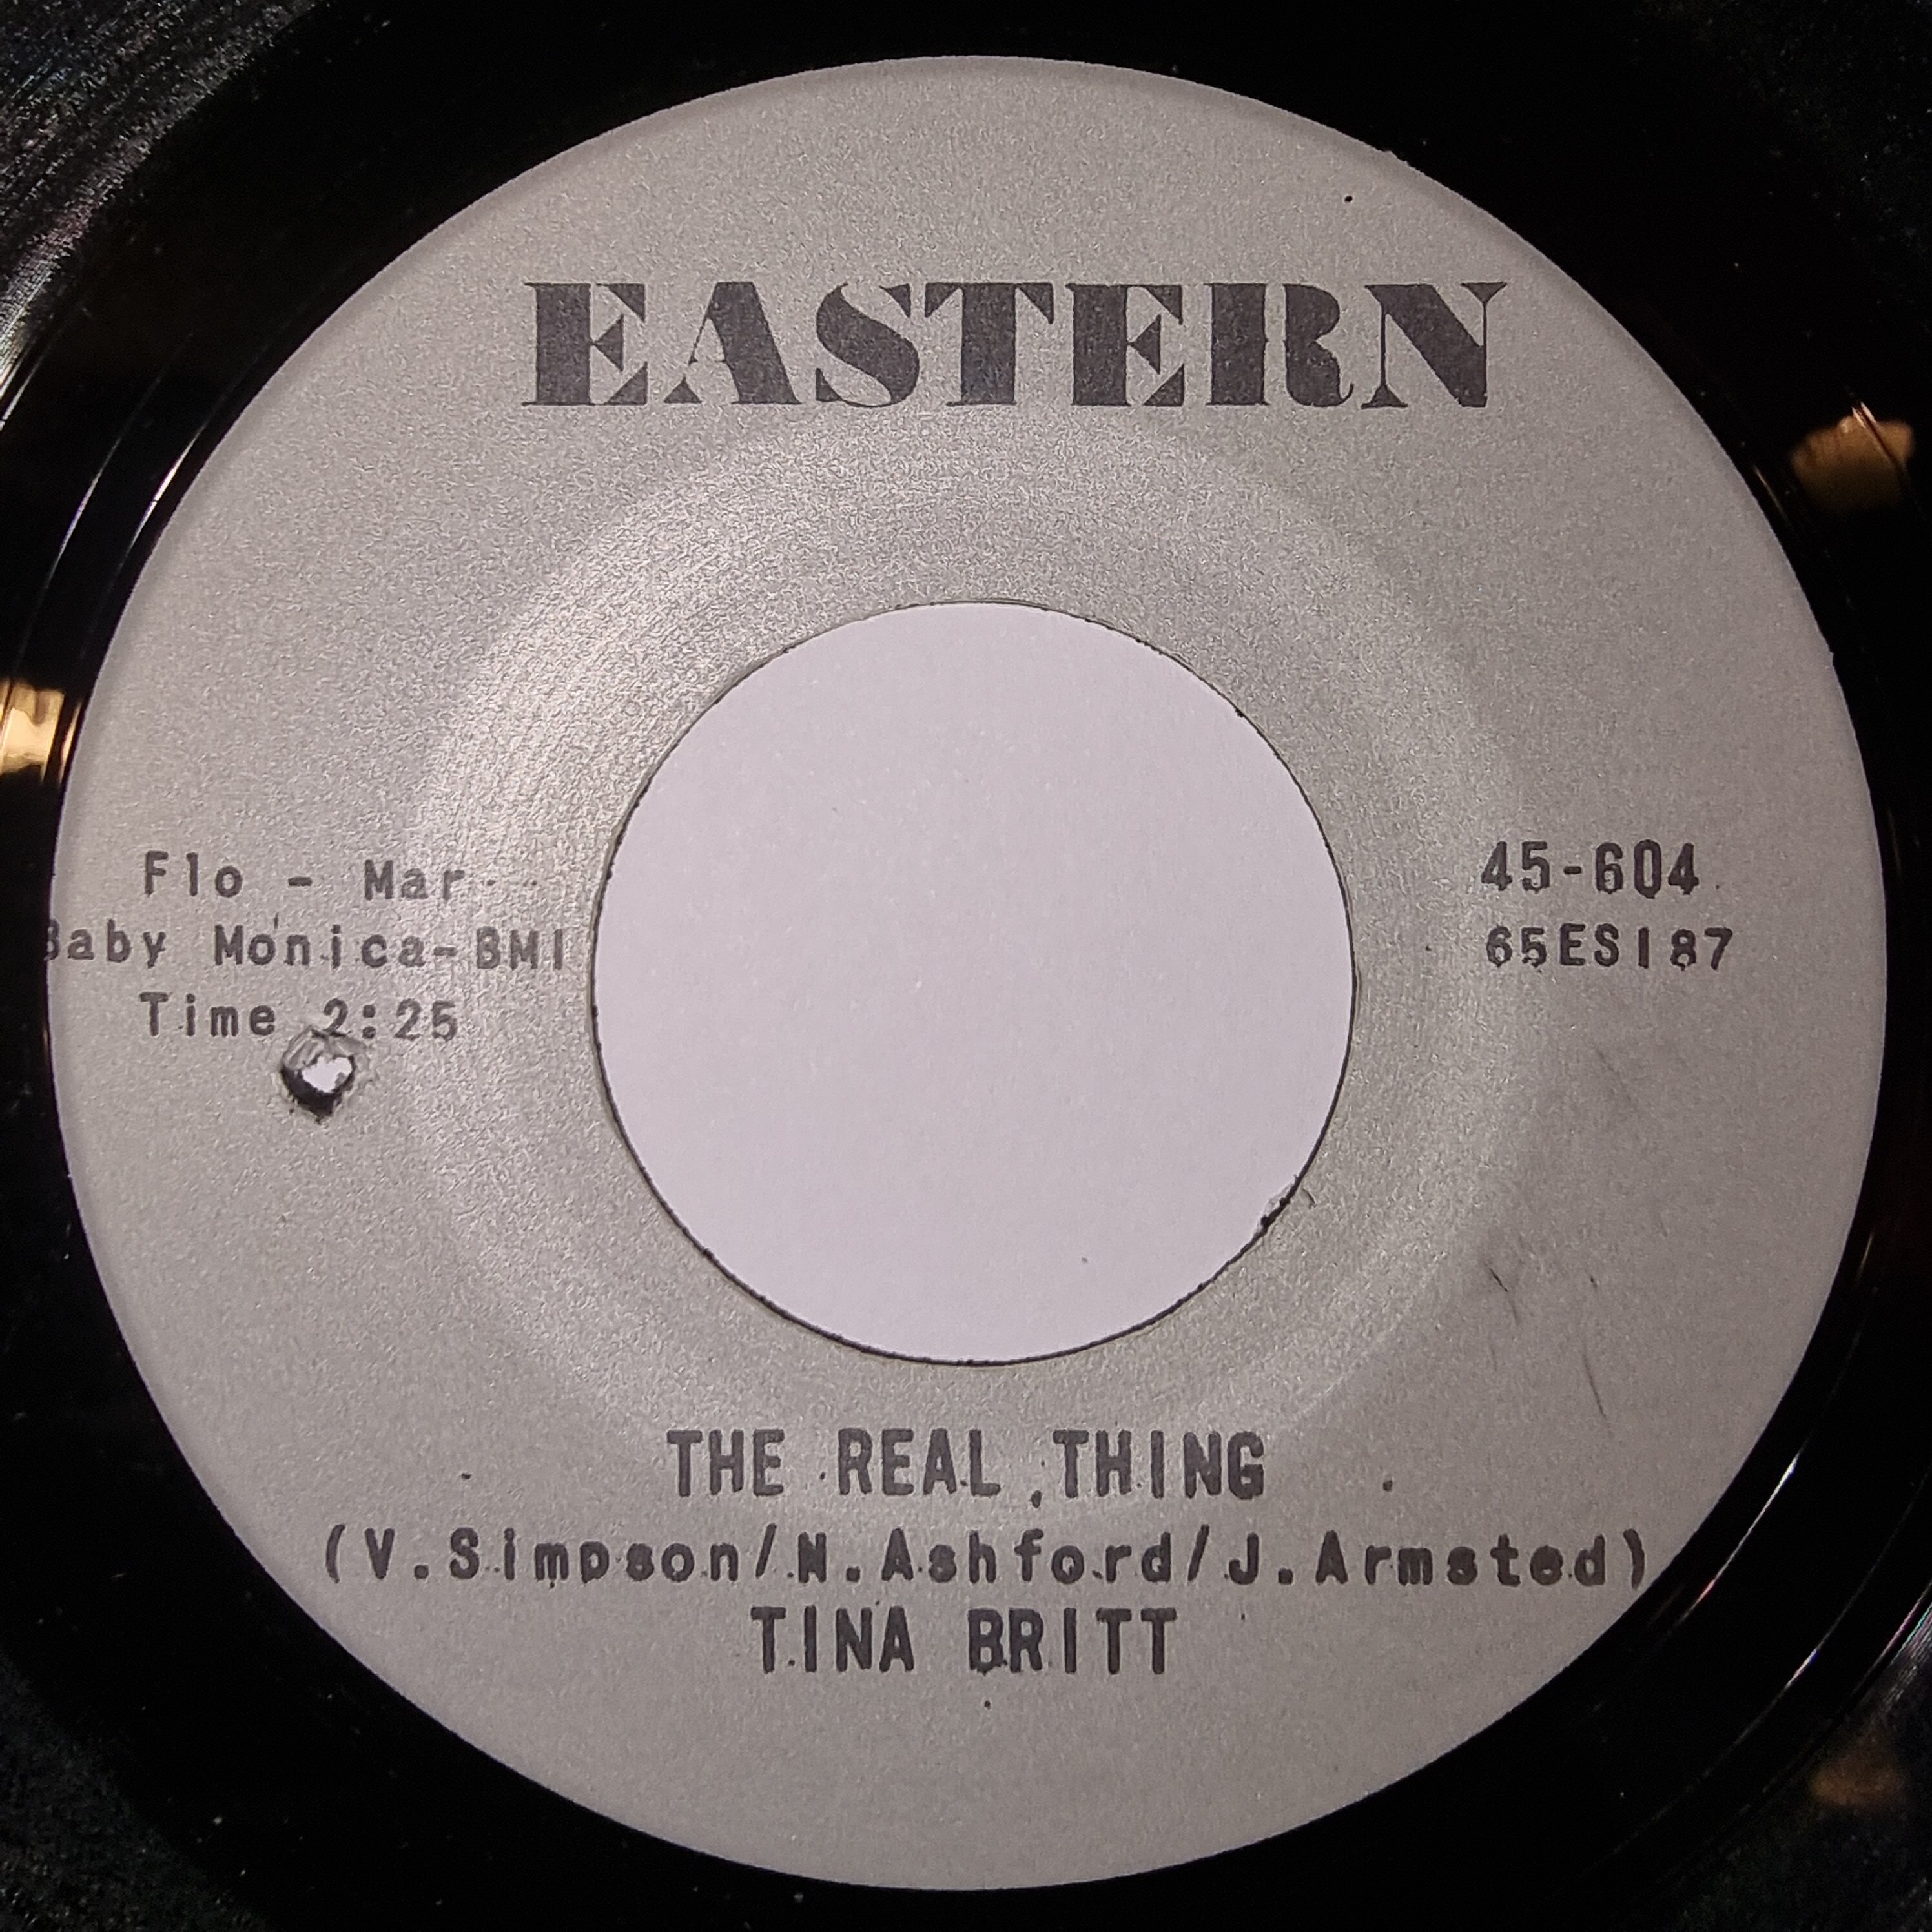 EASTERN
Flo - Mar
Baby Monica-BMI
Time 2:25
45-604
65ES187
THE REAL THING
(V.Simpson/N.Ashford/J.Armsted)
TINA BRITT